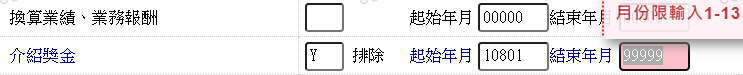 換算業績、業務報酬 起始年月 00000 結束年月
月份限輸入1-13
介紹獎金 Y 排除 起始年月 10801 結束年月 99999